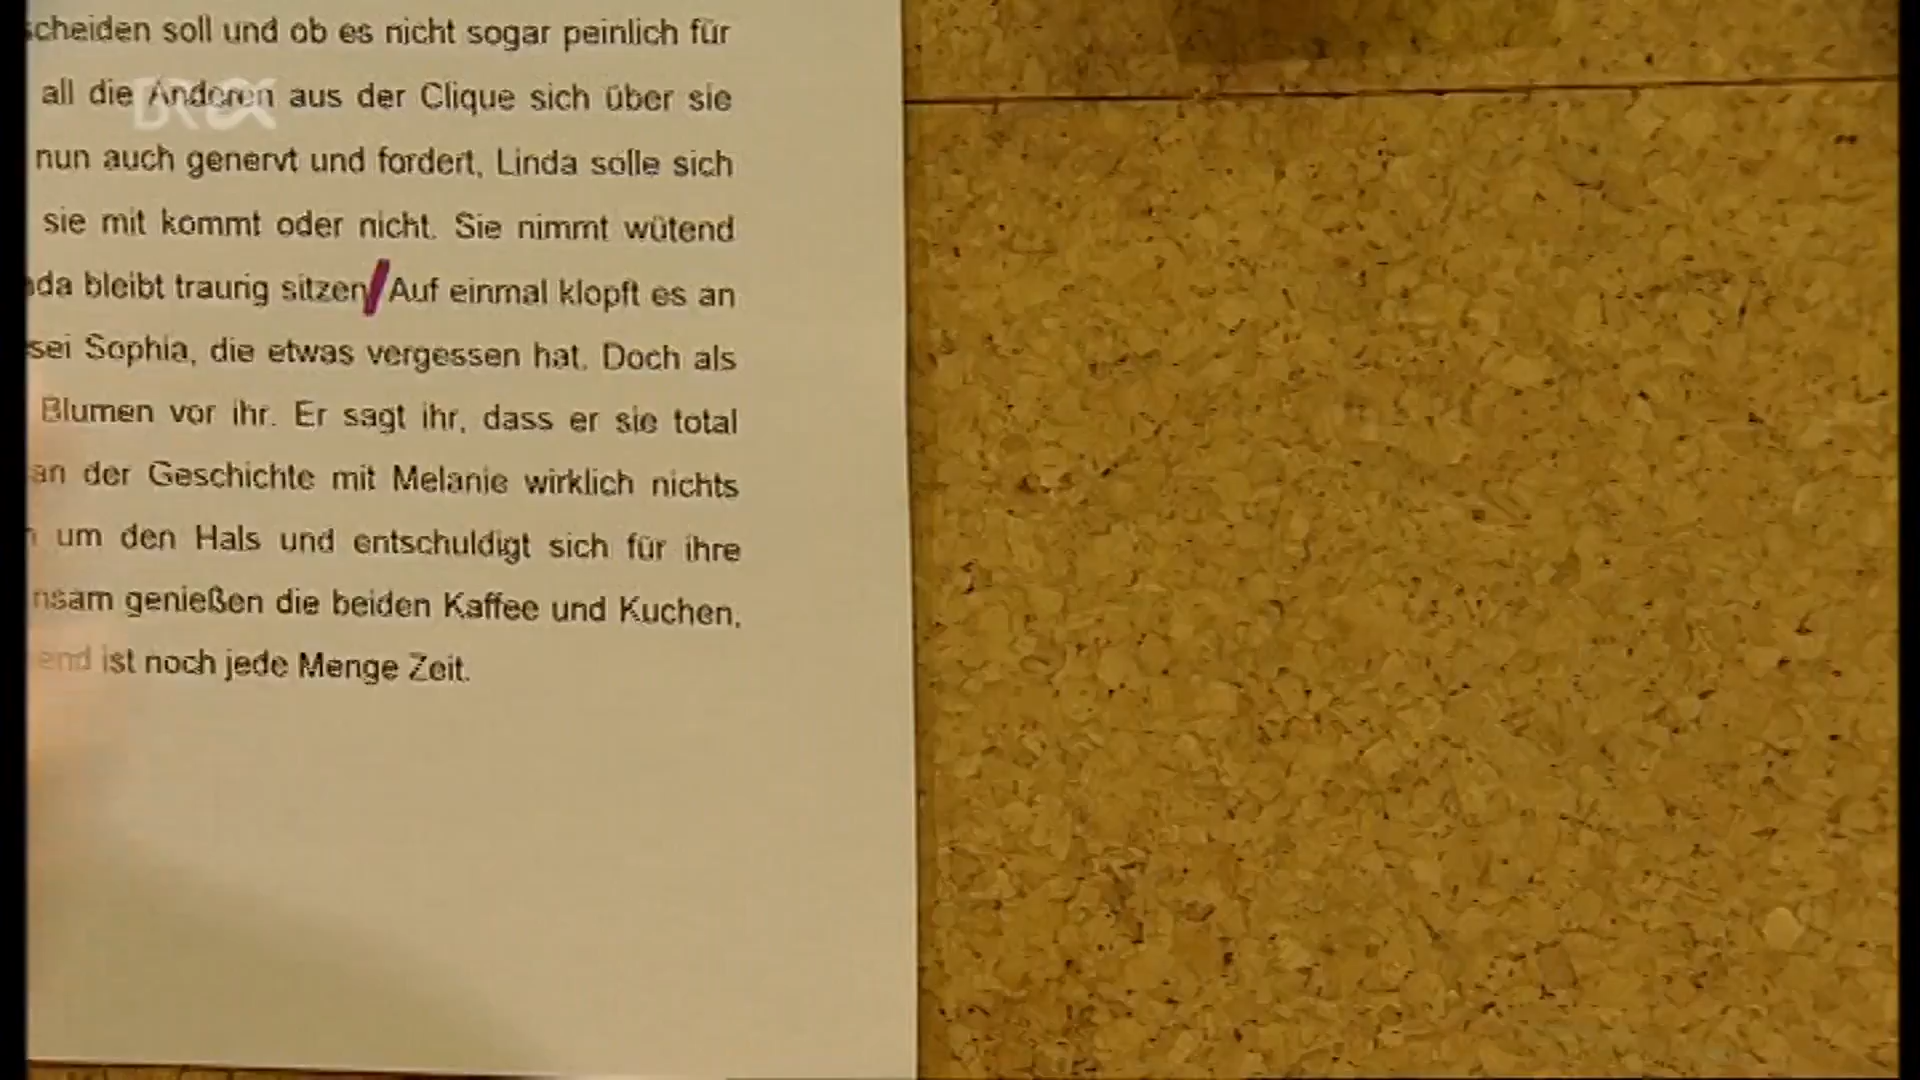 scheiden soll und ob es nicht sogar peinlich für
all die Anderen aus der Clique sich über sie
nun auch genervt und fordert, Linda solle sich
sie mit kommt oder nicht. Sie nimmt wütend
da bleibt traurig sitzen/Auf einmal klopft es an
sei Sophia, die etwas vergessen hat. Doch als
Blumen vor ihr. Er sagt ihr, dass er sie total
an der Geschichte mit Melanie wirklich nichts
um den Hals und entschuldigt sich für ihre
nsam genießen die beiden Kaffee und Kuchen,
end ist noch jede Menge Zeit.
BRα